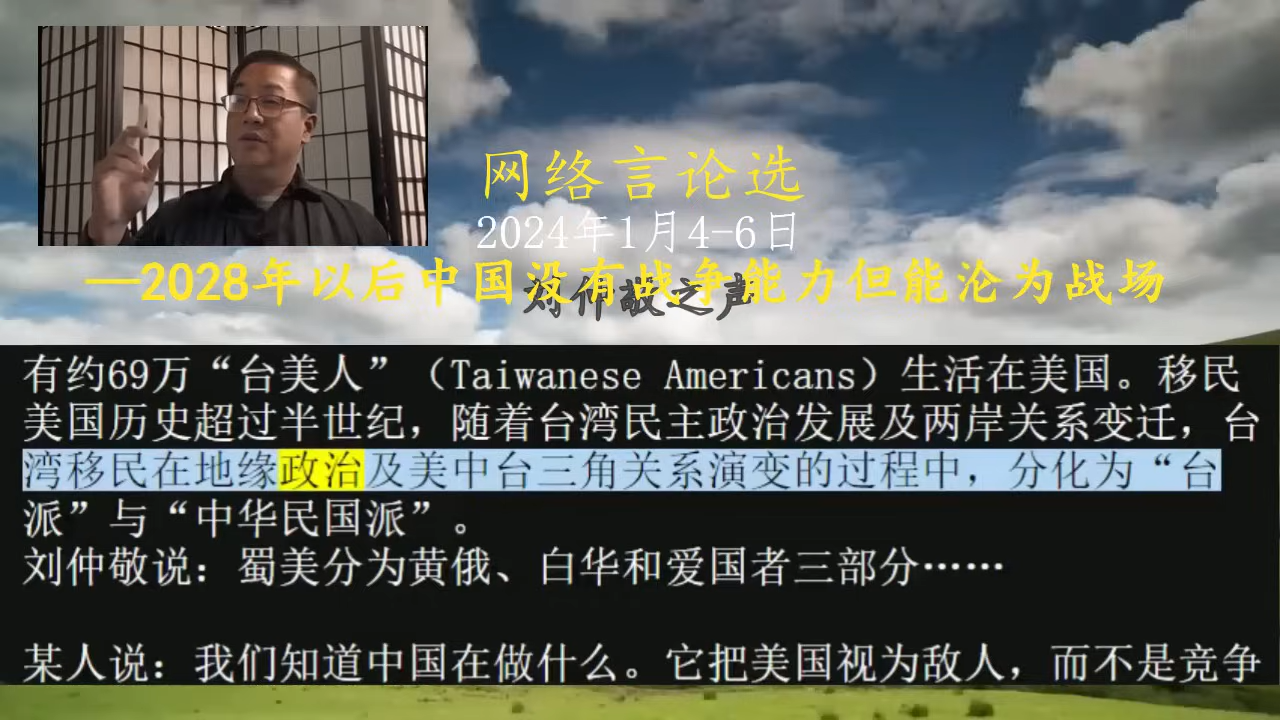 网络言论选
2024年1月4-6日
—2028年以后中国没有战争能力但能沦为战场
刘仲敬之声
有约69万“台美人”（Taiwanese Americans）生活在美国。移民
美国历史超过半世纪，随着台湾民主政治发展及两岸关系变迁，台
湾移民在地缘政治及美中台三角关系演变的过程中，分化为“台
派”与“中华民国派”。
刘仲敬说：蜀美分为黄俄、白华和爱国者三部分……
某人说：我们知道中国在做什么。它把美国视为敌人，而不是竞争